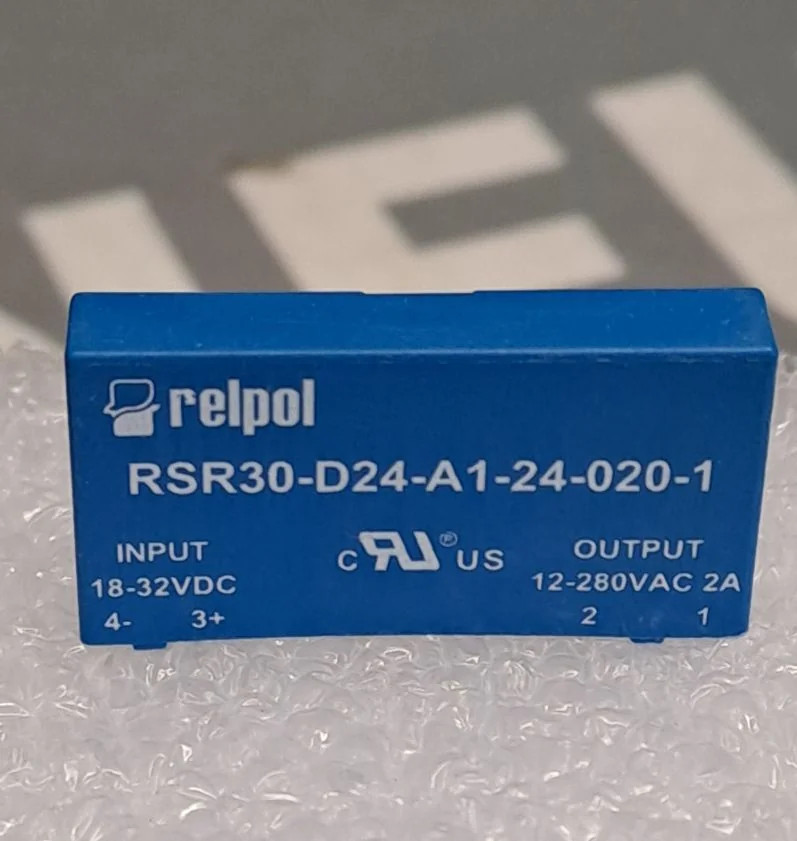 relpol
RSR30-D24-A1-24-020-1
INPUT
18-32VDC
4- 3+
C RU® US
OUTPUT
12-280VAC 2A
2 1